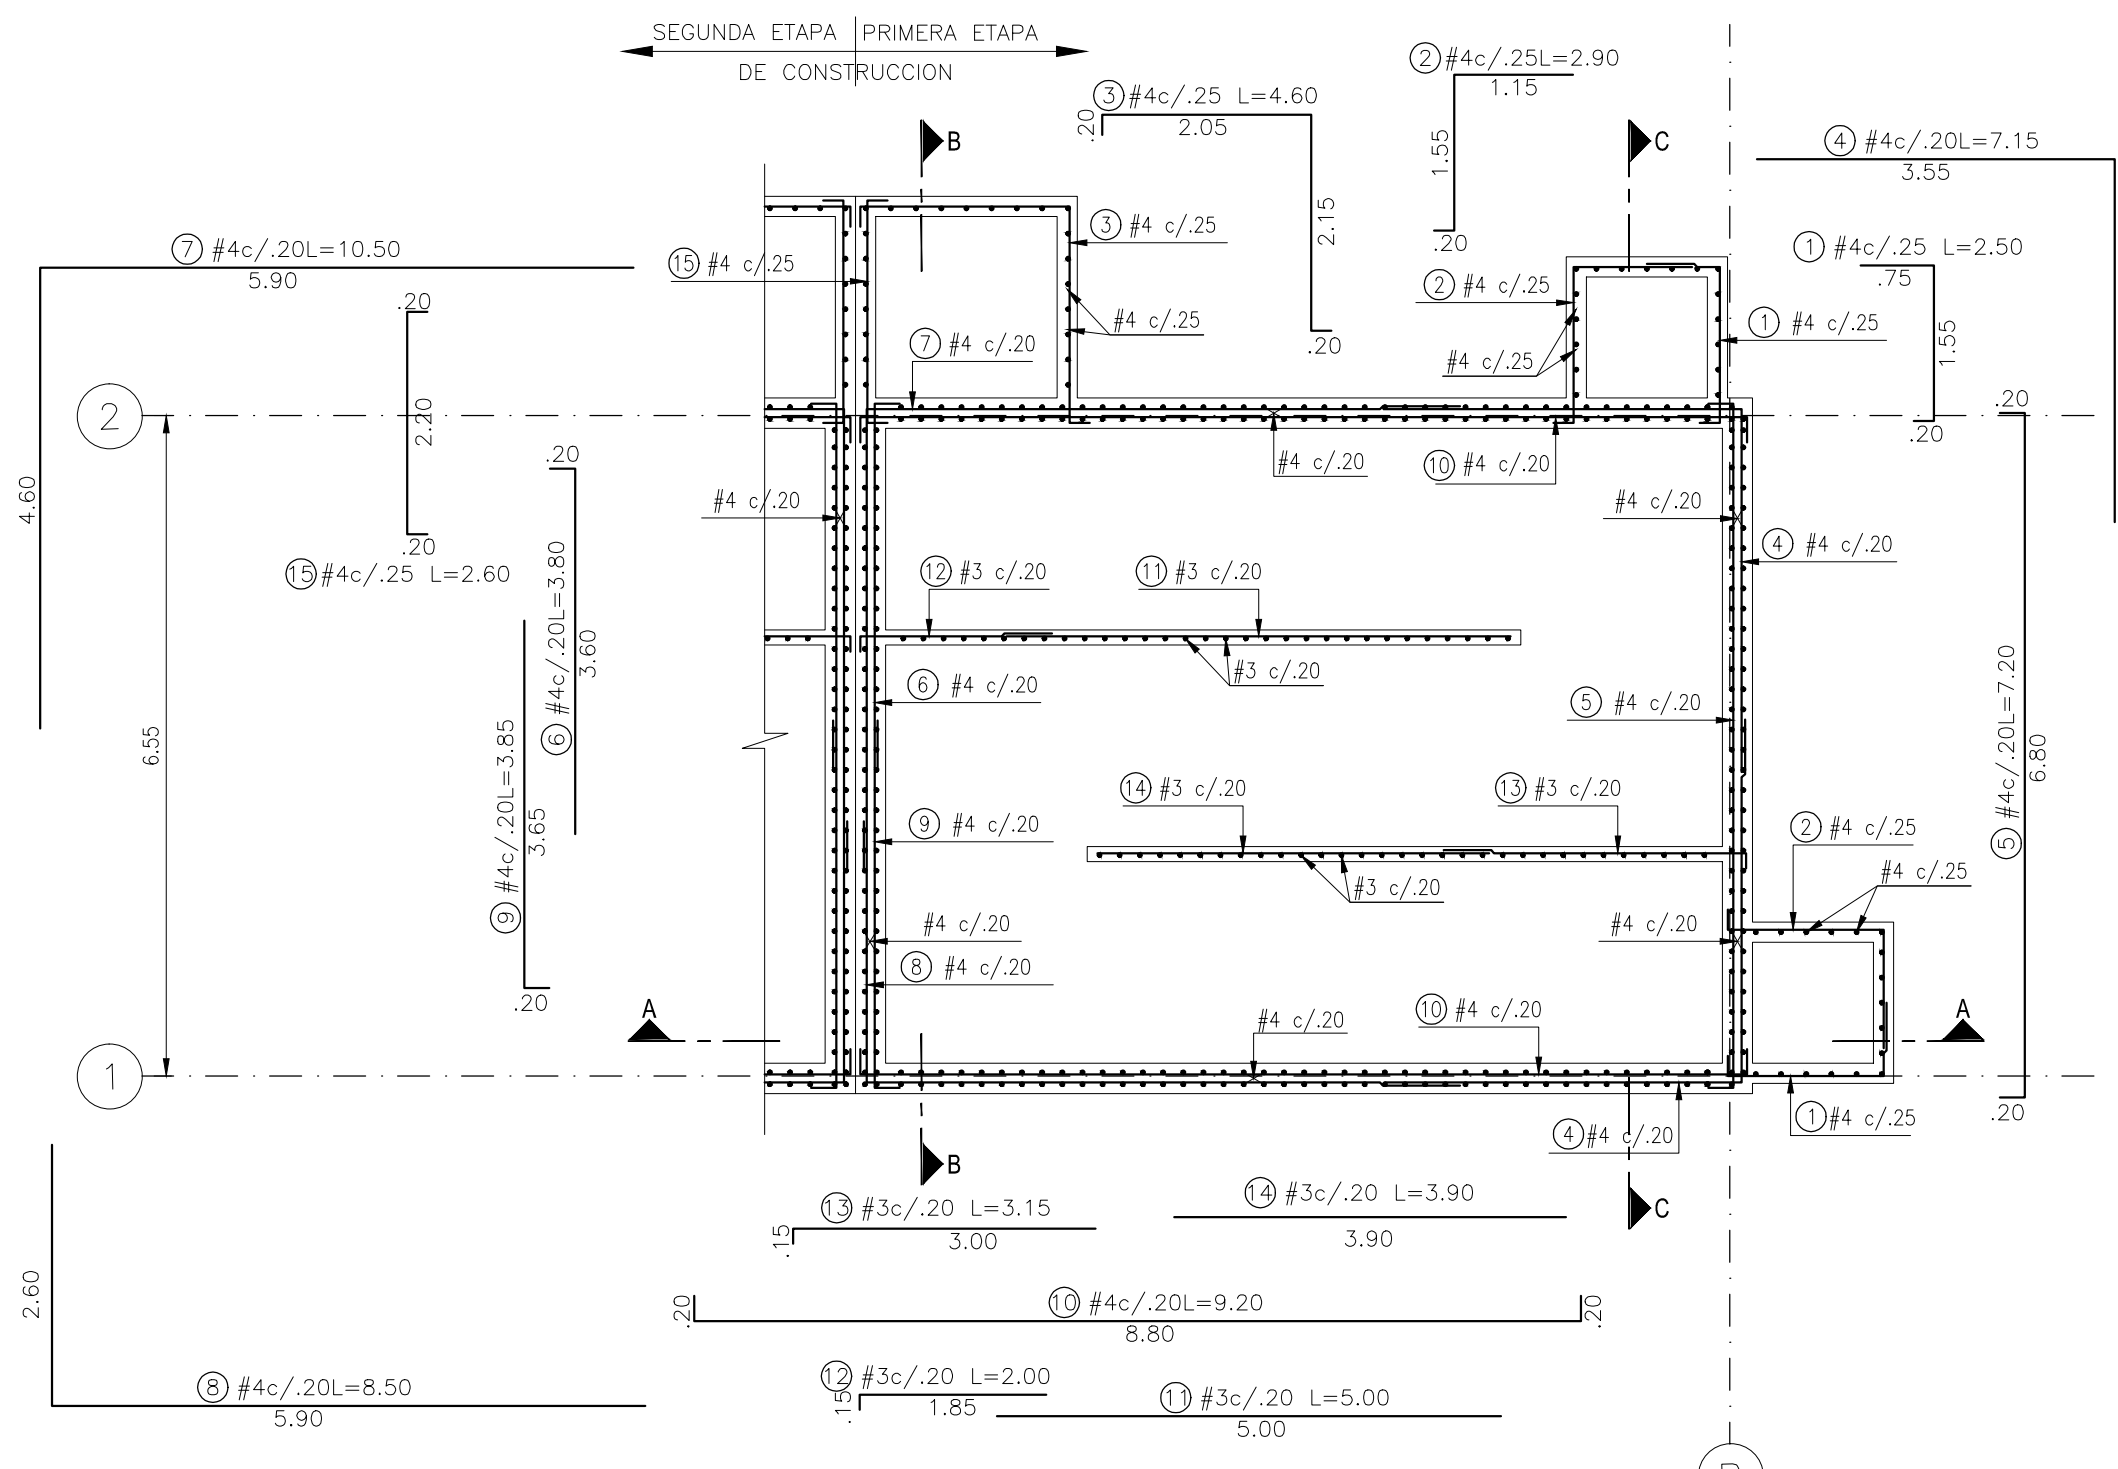 SEGUNDA ETAPA PRIMERA ETAPA
DE CONSTRUCCION
2 #4c/.25L=2.90
1.15
1.55
.20
3 #4c/.25 L=4.60
.20
2.05
2.15
.20
B
C
4 #4c/.20L=7.15
3.55
7 #4c/.20L=10.50
5.90
4.60
1 #4c/.25 L=2.50
.75
1.55
.20
3 #4 c/.25
15 #4 c/.25
2 #4 c/.25
#4 c/.25
1 #4 c/.25
7 #4 c/.20
#4 c/.25
.20
2.20
.20
15 #4c/.25 L=2.60
2
#4 c/.20
10 #4 c/.20
.20
6 #4c/.20L=3.80
3.60
#4 c/.20
#4 c/.20
4 #4 c/.20
12 #3 c/.20
11 #3 c/.20
#3 c/.20
6 #4 c/.20
5 #4 c/.20
.20
5 #4c/.20L=7.20
6.80
.20
6.55
9 #4c/.20L=3.85
3.65
.20
14 #3 c/.20
13 #3 c/.20
9 #4 c/.20
2 #4 c/.25
#4 c/.25
#3 c/.20
#4 c/.20
#4 c/.20
8 #4 c/.20
A
10 #4 c/.20
#4 c/.20
A
1
1 #4 c/.25
4 #4 c/.20
B
C
13 #3c/.20 L=3.15
.15
3.00
14 #3c/.20 L=3.90
3.90
2.60
.20
10 #4c/.20L=9.20
8.80
.20
8 #4c/.20L=8.50
5.90
12 #3c/.20 L=2.00
.15
1.85
11 #3c/.20 L=5.00
5.00